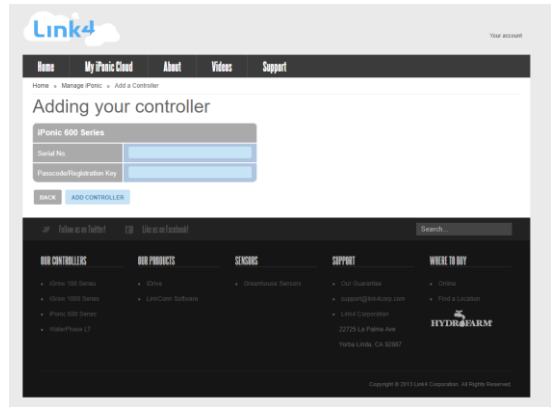 Link4
Your account
Home My iPonic Cloud About Videos Support
Home » Manage iPonic » Add a Controller
Adding your controller
iPonic 600 Series
Serial No.
Passcode/Registration Key
BACK ADD CONTROLLER
Follow us on Twitter! Like us on Facebook! Search...
OUR CONTROLLERS OUR PRODUCTS SENSORS SUPPORT WHERE TO BUY
iGrow 100 Series iDrive Greenhouse Sensors Our Guarantee Online
iGrow 1000 Series LinkConn Software support@link4corp.com Find a Location
iPonic 600 Series Link4 Corporation
WaterPhase LT 22725 La Palma Ave HYDROFARM
Yorba Linda, CA 92887
Copyright © 2013 Link4 Corporation. All Rights Reserved.